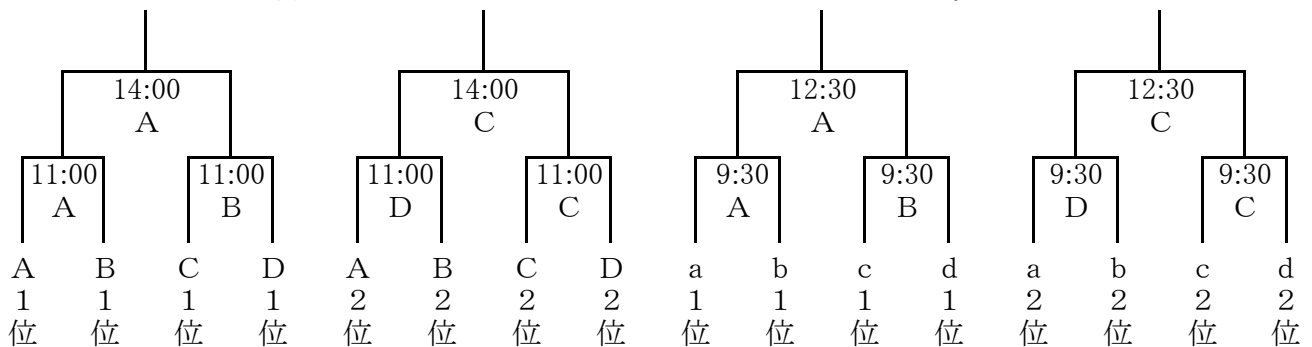 14:00 14:00 12:30 12:30
A C A C
11:00 11:00 11:00 11:00 9:30 9:30 9:30 9:30
A B D C A B D C
A B C D A B C D a b c d a b c d
1 1 1 1 2 2 2 2 1 1 1 1 2 2 2 2
位 位 位 位 位 位 位 位 位 位 位 位 位 位 位 位